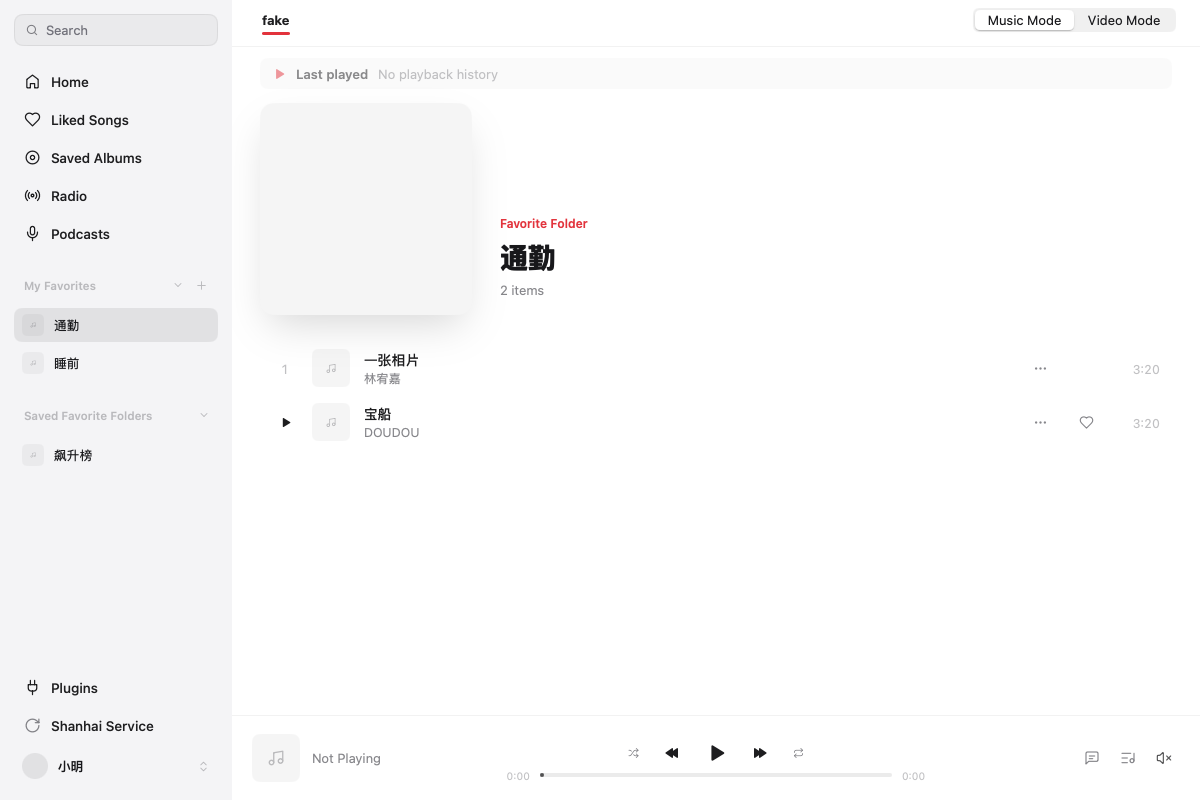 Search
Home
Liked Songs
Saved Albums
Radio
Podcasts
My Favorites
通勤
睡前
Saved Favorite Folders
飙升榜
Plugins
Shanhai Service
小明
fake
Music Mode
Video Mode
Last played No playback history
Favorite Folder
通勤
2 items
1
一张相片
林宥嘉
3:20
宝船
DOUDOU
3:20
Not Playing
0:00
0:00